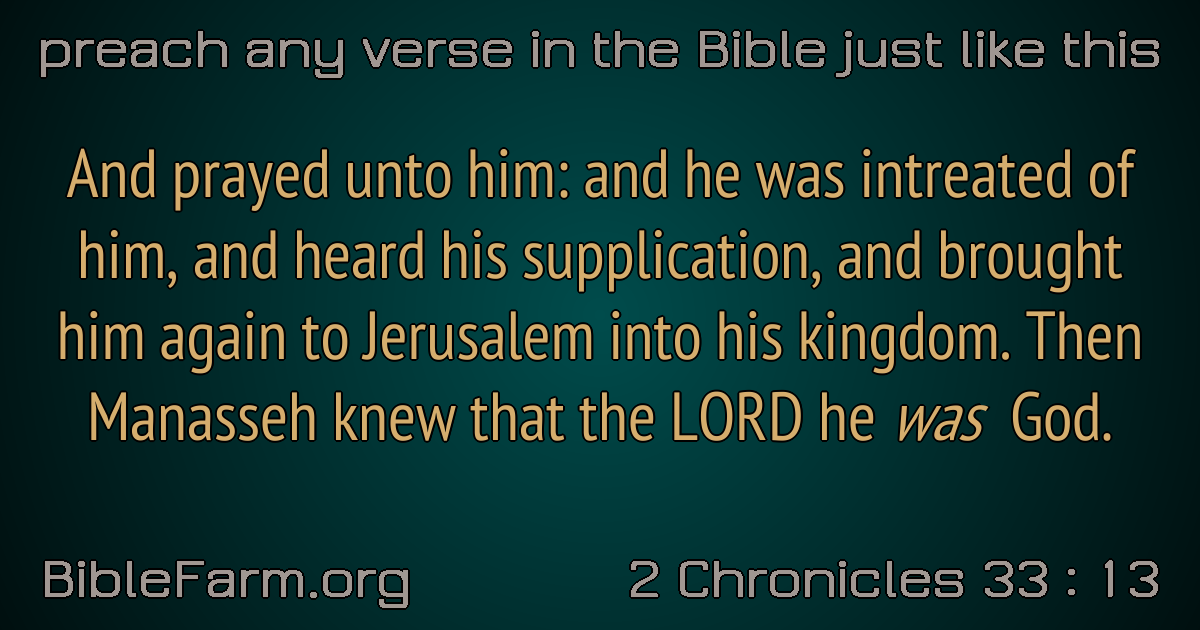 preach any verse in the Bible just like this
And prayed unto him: and he was intreated of
him, and heard his supplication, and brought
him again to Jerusalem into his kingdom. Then
Manasseh knew that the LORD he was God.
BibleFarm.org
2 Chronicles 33 : 13